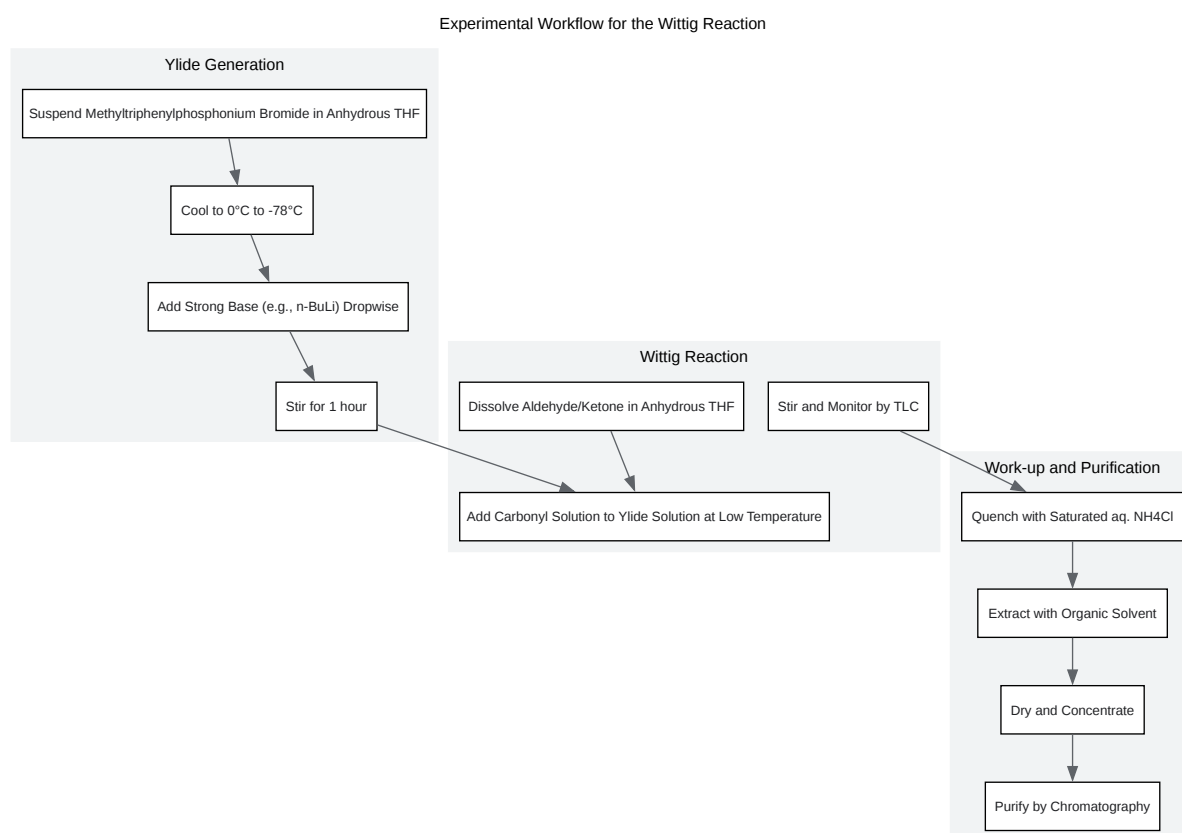 Experimental Workflow for the Wittig Reaction
Ylide Generation
Suspend Methyltriphenylphosphonium Bromide in Anhydrous THF
Cool to 0°C to -78°C
Add Strong Base (e.g., n-BuLi) Dropwise
Stir for 1 hour
Wittig Reaction
Dissolve Aldehyde/Ketone in Anhydrous THF
Stir and Monitor by TLC
Add Carbonyl Solution to Ylide Solution at Low Temperature
Work-up and Purification
Quench with Saturated aq. NH4Cl
Extract with Organic Solvent
Dry and Concentrate
Purify by Chromatography